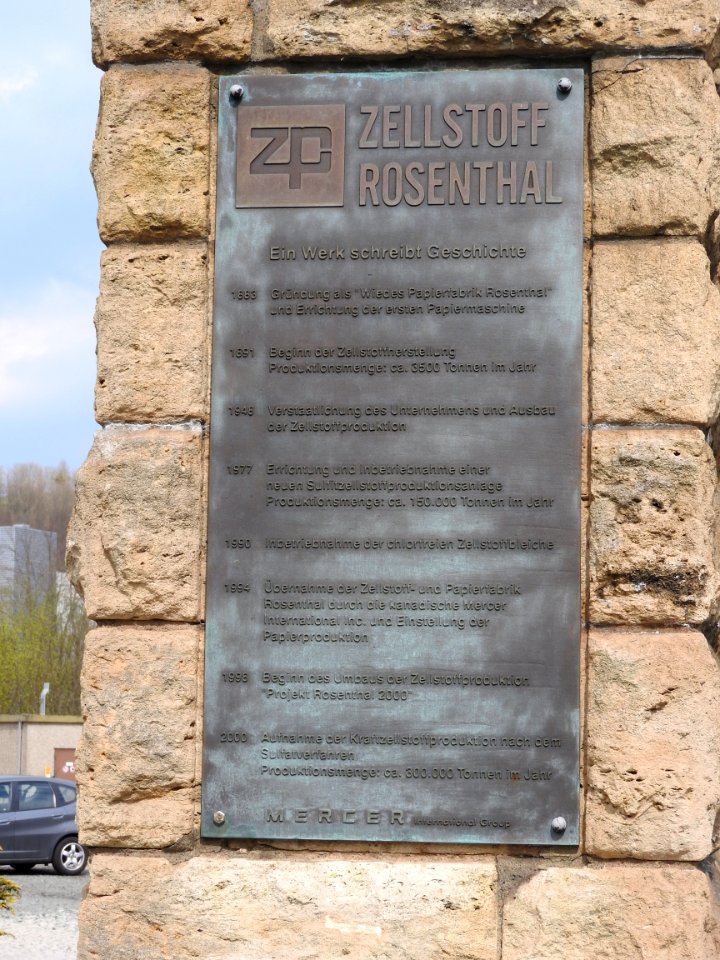 ZP ZELLSTOFF
ROSENTHAL
Ein Werk schreibt Geschichte
1883 Gründung als "Wiedes Papierfabrik Rosenthal"
und Errichtung der ersten Papiermaschine
1891 Beginn der Zellstoffherstellung
Produktionsmenge: ca. 3500 Tonnen im Jahr
1946 Verstaatlichung des Unternehmens und Ausbau
der Zellstoffproduktion
1977 Errichtung und Inbetriebnahme einer
neuen Sulfitzellstoffproduktionsanlage
Produktionsmenge: ca. 150.000 Tonnen im Jahr
1990 Inbetriebnahme der chlorfreien Zellstoffbleiche
1994 Übernahme der Zellstoff- und Papierfabrik
Rosenthal durch die kanadische Mercer
International Inc. und Einstellung der
Papierproduktion
1998 Beginn des Umbaus der Zellstoffproduktion
"Projekt Rosenthal 2000"
2000 Aufnahme der Kraftzellstoffproduktion nach dem
Sulfatverfahren
Produktionsmenge: ca. 300.000 Tonnen im Jahr
MERCER International Group